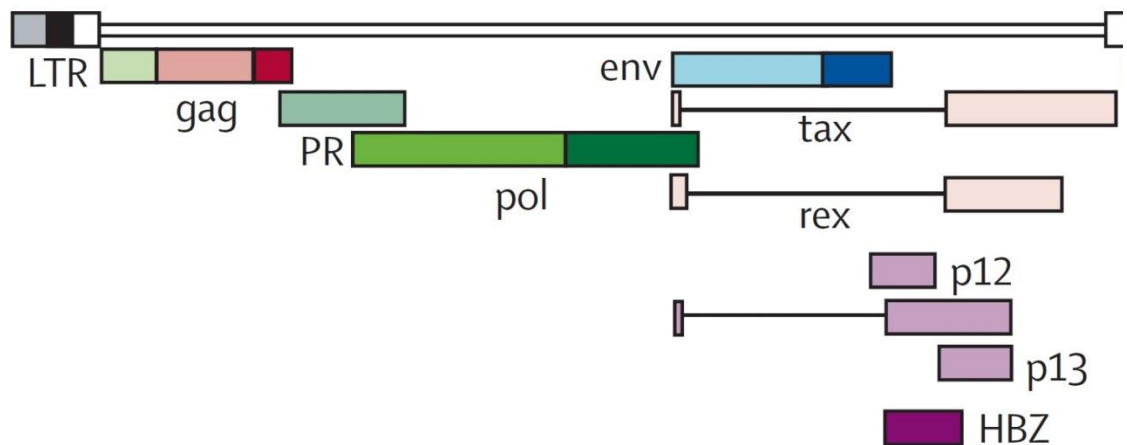 LTR
gag
env
PR
tax
pol
rex
p12
p13
HBZ